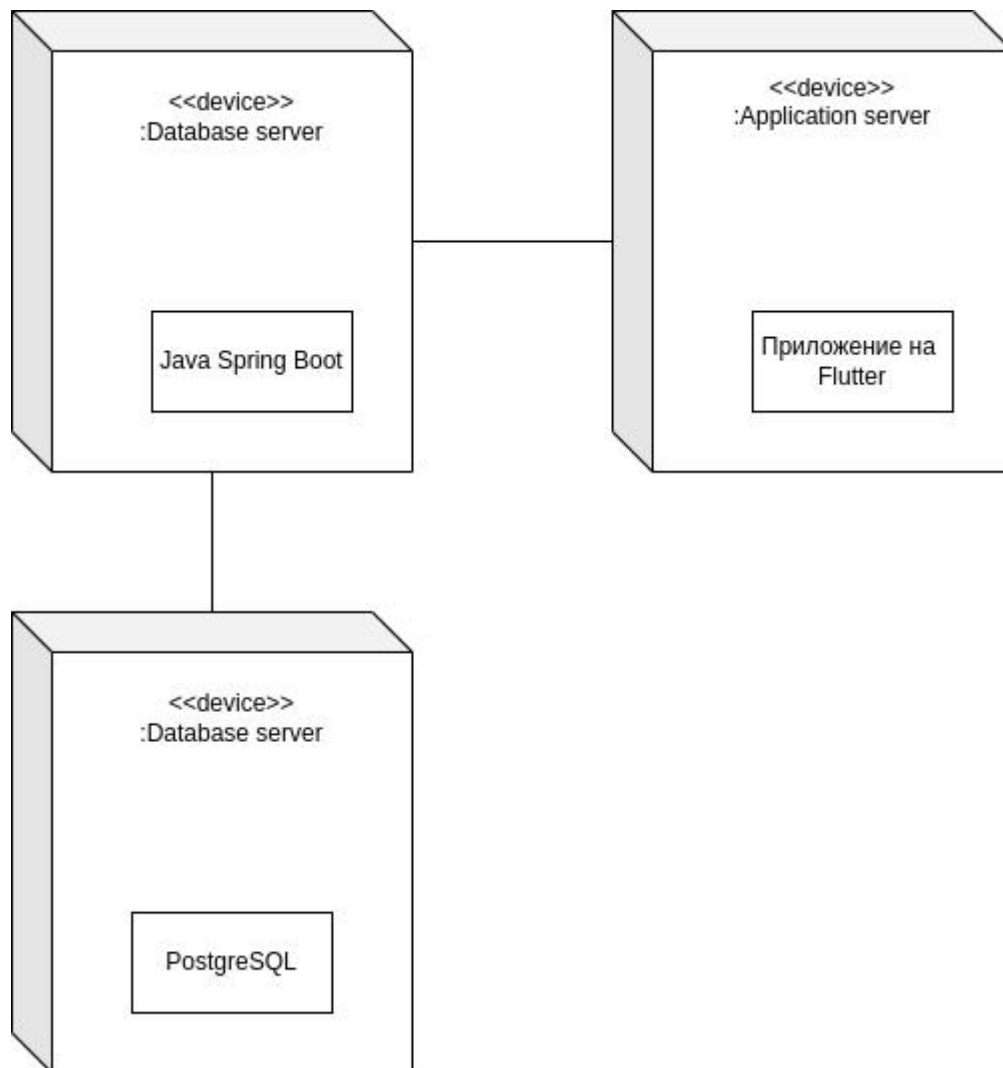 <<device>>
:Database server
Java Spring Boot
<<device>>
:Application server
Приложение на
Flutter
<<device>>
:Database server
PostgreSQL